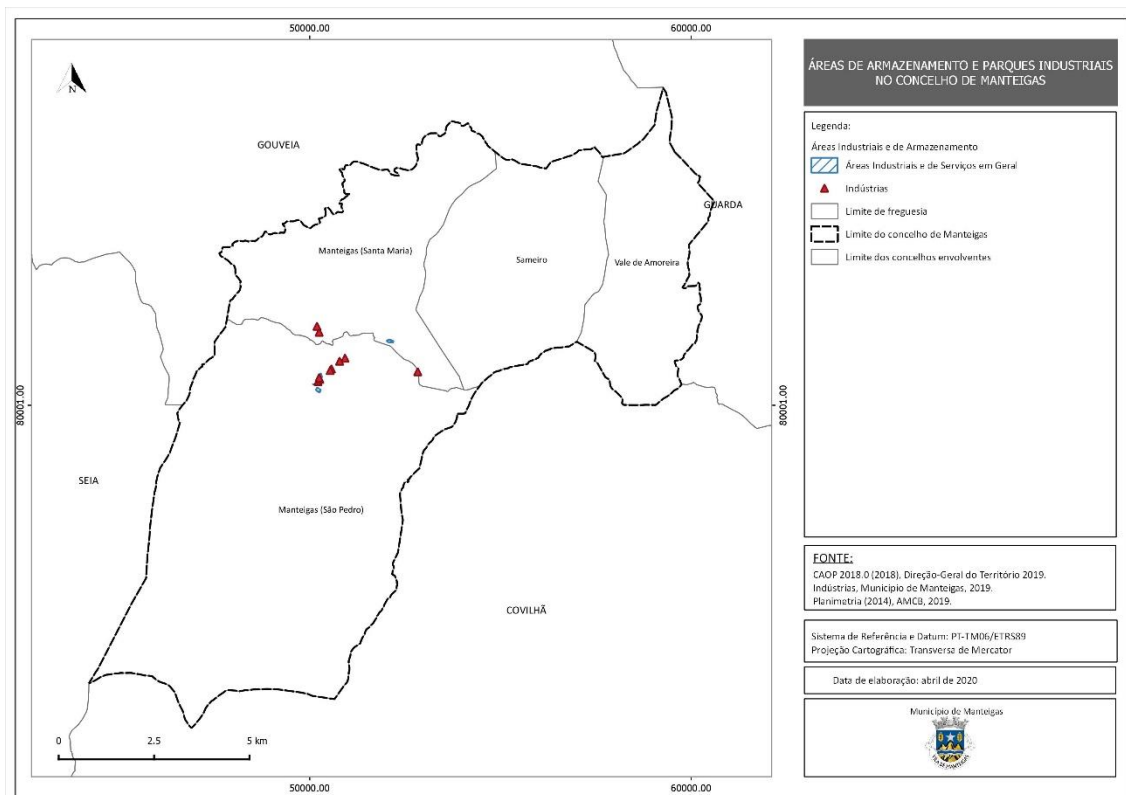 50000.00
60000.00
N
GOUVEIA
GUARDA
Manteigas (Santa Maria)
Sameiro
Vale de Amoreira
80001.00
80001.00
SEIA
Manteigas (São Pedro)
COVILHÃ
0
2.5
5 km
50000.00
60000.00
ÁREAS DE ARMAZENAMENTO E PARQUES INDUSTRIAIS
NO CONCELHO DE MANTEIGAS
Legenda:
Áreas Industriais e de Armazenamento
Áreas Industriais e de Serviços em Geral
Indústrias
Limite de freguesia
Limite do concelho de Manteigas
Limite dos concelhos envolventes
FONTE:
CAOP 2018.0 (2018), Direção-Geral do Território 2019.
Indústrias, Município de Manteigas, 2019.
Planimetria (2014), AMCB, 2019.
Sistema de Referência e Datum: PT-TM06/ETRS89
Projeção Cartográfica: Transversa de Mercator
Data de elaboração: abril de 2020
Município de Manteigas
VILA DE MANTEIGAS